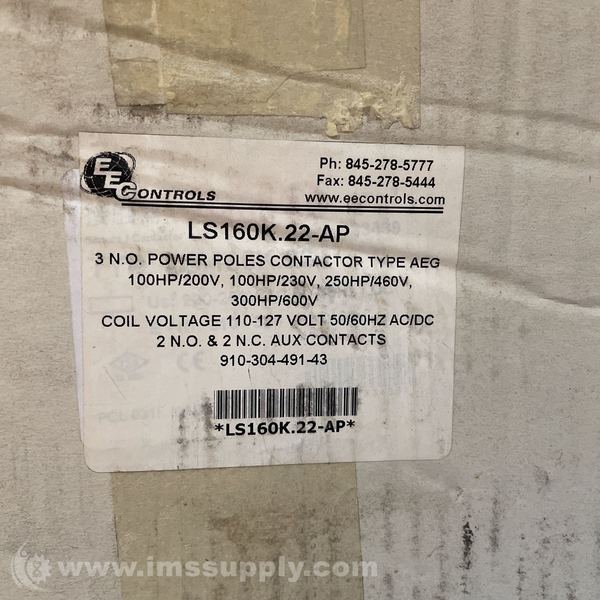 Ph: 845-278-5777
Fax: 845-278-5444
EECONTROLS
www.eecontrols.com
LS160K.22-AP
3 N.O. POWER POLES CONTACTOR TYPE AEG
100HP/200V, 100HP/230V, 250HP/460V,
300HP/600V
COIL VOLTAGE 110-127 VOLT 50/60HZ AC/DC
2 N.O. & 2 N.C. AUX CONTACTS
910-304-491-43
*LS160K.22-AP*
© www.imssupply.com/